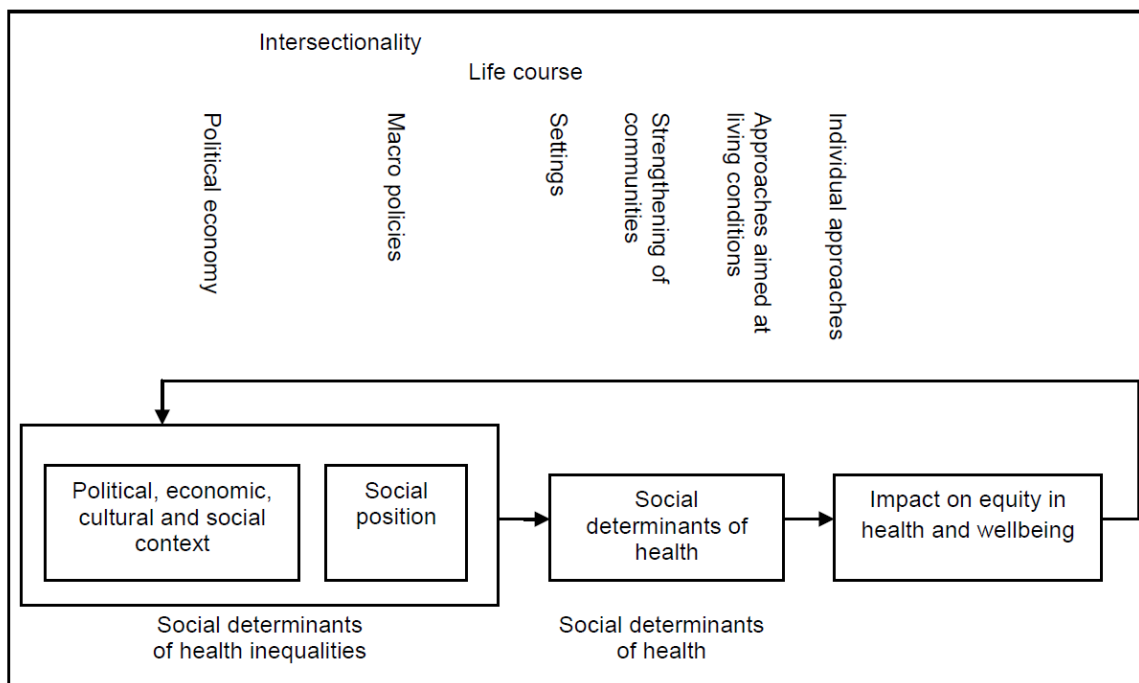 Intersectionality
Life course
Political economy
Macro policies
Settings
Strengthening of
communities
Approaches aimed at
living conditions
Individual approaches
Political, economic,
cultural and social
context
Social
position
Social
determinants of
health
Impact on equity in
health and wellbeing
Social determinants
of health inequalities
Social determinants
of health